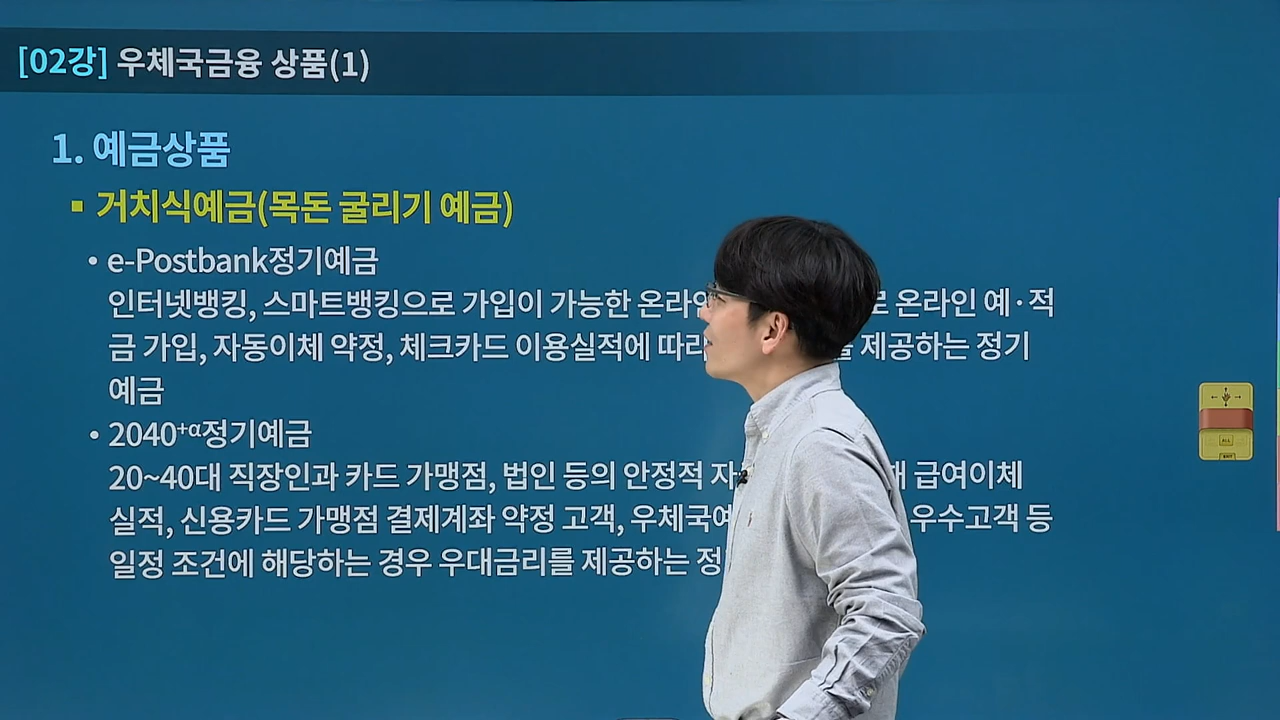 [02강] 우체국금융 상품(1)
1. 예금상품
▪ 거치식예금(목돈 굴리기 예금)
• e-Postbank정기예금
인터넷뱅킹, 스마트뱅킹으로 가입이 가능한 온라인 온라인 예·적
금 가입, 자동이체 약정, 체크카드 이용실적에 따라 제공하는 정기
예금
• 2040⁺ᵅ정기예금
20~40대 직장인과 카드 가맹점, 법인 등의 안정적 급여이체
실적, 신용카드 가맹점 결제계좌 약정 고객, 우수고객 등
일정 조건에 해당하는 경우 우대금리를 제공하는
ALL
EXIT